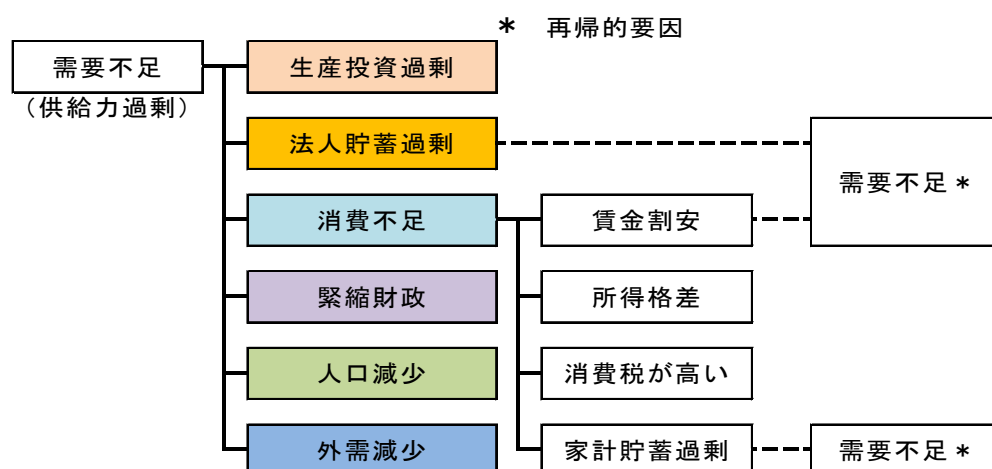 * 再帰的要因
需要不足
(供給力過剰)
生産投資過剰
法人貯蓄過剰
需要不足*
消費不足
賃金割安
緊縮財政
所得格差
人口減少
消費税が高い
外需減少
家計貯蓄過剰
需要不足*